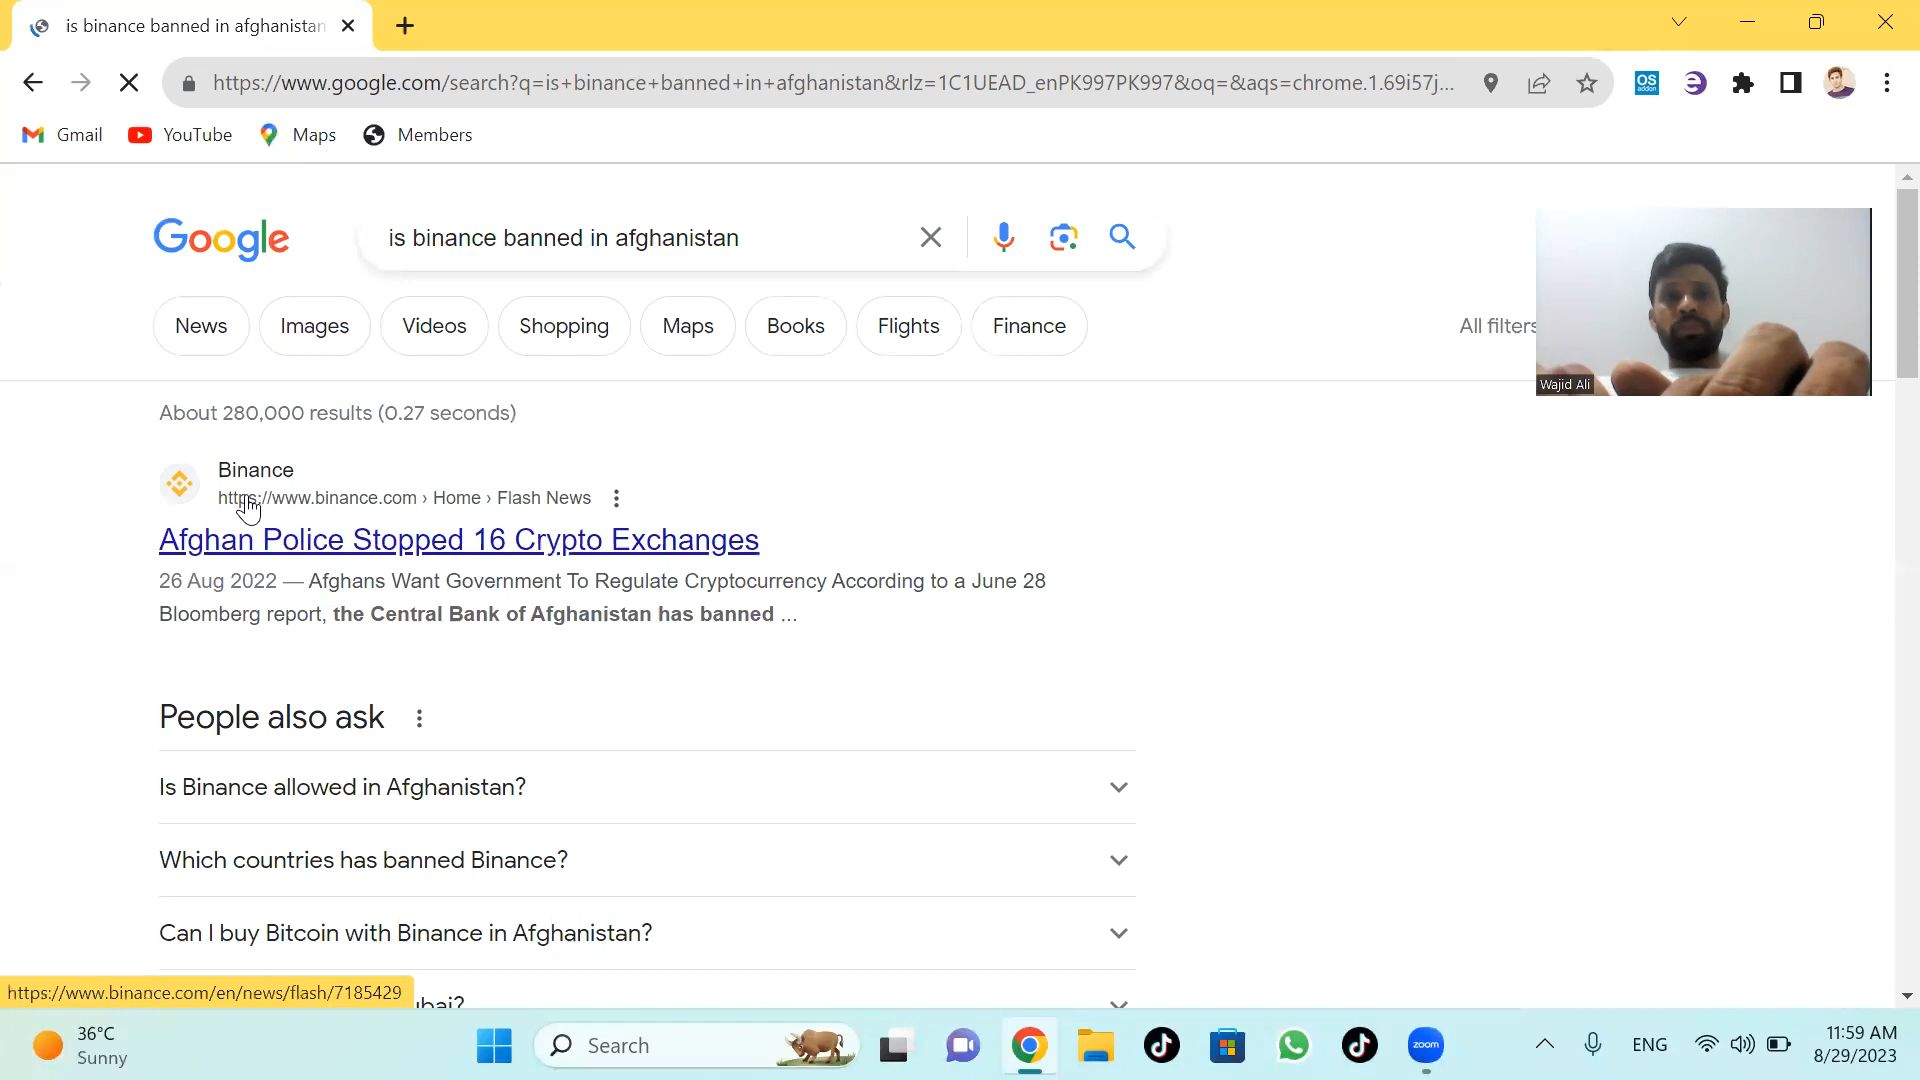 is binance banned in afghanistan
https://www.google.com/search?q=is+binance+banned+in+afghanistan&rlz=1C1UEAD_enPK997PK997&oq=&aqs=chrome.1.69i57j...
OS addon
Gmail
YouTube
Maps
Members
Google
is binance banned in afghanistan
News
Images
Videos
Shopping
Maps
Books
Flights
Finance
All filters
Wajid Ali
About 280,000 results (0.27 seconds)
Binance
https://www.binance.com › Home › Flash News
Afghan Police Stopped 16 Crypto Exchanges
26 Aug 2022 — Afghans Want Government To Regulate Cryptocurrency According to a June 28
Bloomberg report, the Central Bank of Afghanistan has banned ...
People also ask
Is Binance allowed in Afghanistan?
Which countries has banned Binance?
Can I buy Bitcoin with Binance in Afghanistan?
https://www.binance.com/en/news/flash/7185429
36°C
Sunny
Search
zoom
ENG
11:59 AM
8/29/2023